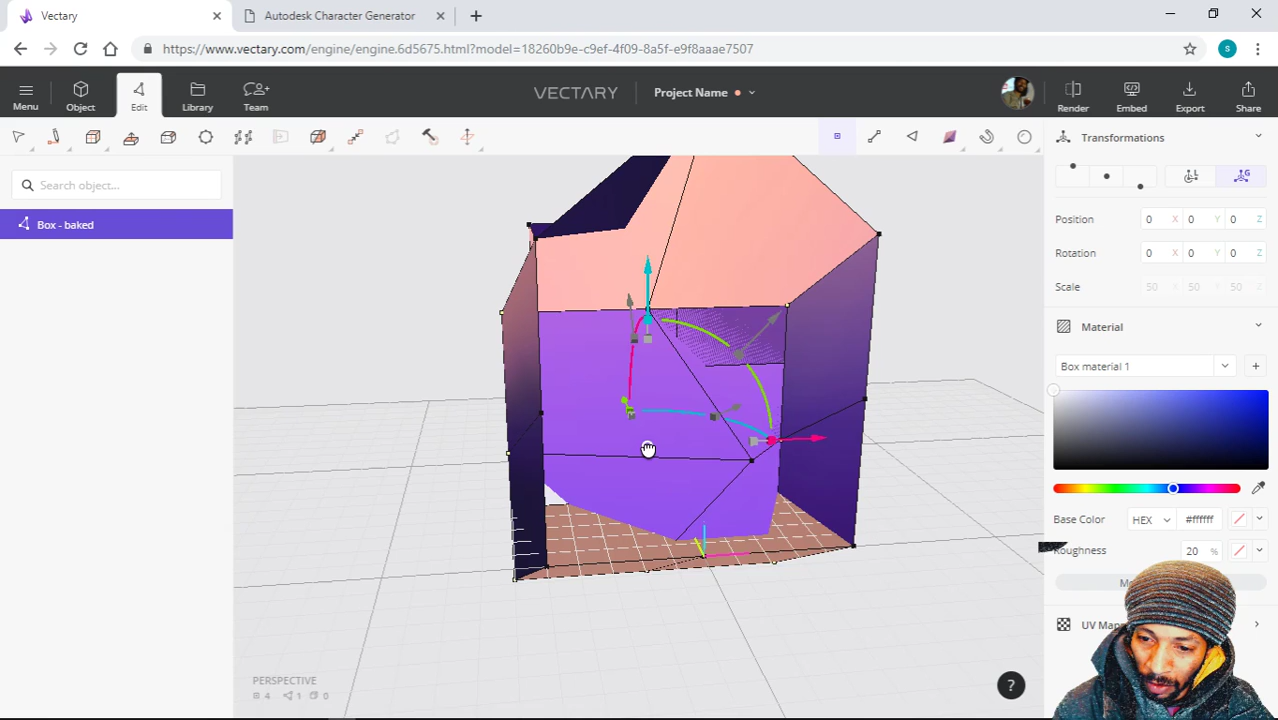 Vectary
Autodesk Character Generator
https://www.vectary.com/engine/engine.6d5675.html?model=18260b9e-c9ef-4f09-8a5f-e9f8aaae7507
S
Menu
Object
Edit
Library
Team
VECTARY
Project Name
Render
Embed
Export
Share
Search object...
Box - baked
Transformations
L
G
Position 0 X 0 Y 0 Z
Rotation 0 X 0 Y 0 Z
Scale 50 X 50 Y 50 Z
Material
Box material 1
Base Color HEX #ffffff
Roughness 20 %
UV
PERSPECTIVE
4 1 0
?